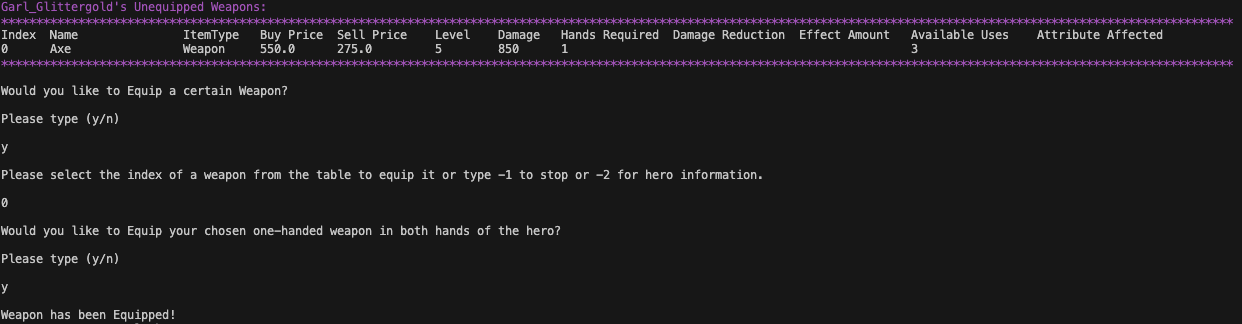 Garl_Glittergold's Unequipped Weapons:
********************************************************************************************************************************************************************************
Index Name ItemType Buy Price Sell Price Level Damage Hands Required Damage Reduction Effect Amount Available Uses Attribute Affected
0 Axe Weapon 550.0 275.0 5 850 1 3
********************************************************************************************************************************************************************************
Would you like to Equip a certain Weapon?
Please type (y/n)
y
Please select the index of a weapon from the table to equip it or type -1 to stop or -2 for hero information.
0
Would you like to Equip your chosen one-handed weapon in both hands of the hero?
Please type (y/n)
y
Weapon has been Equipped!